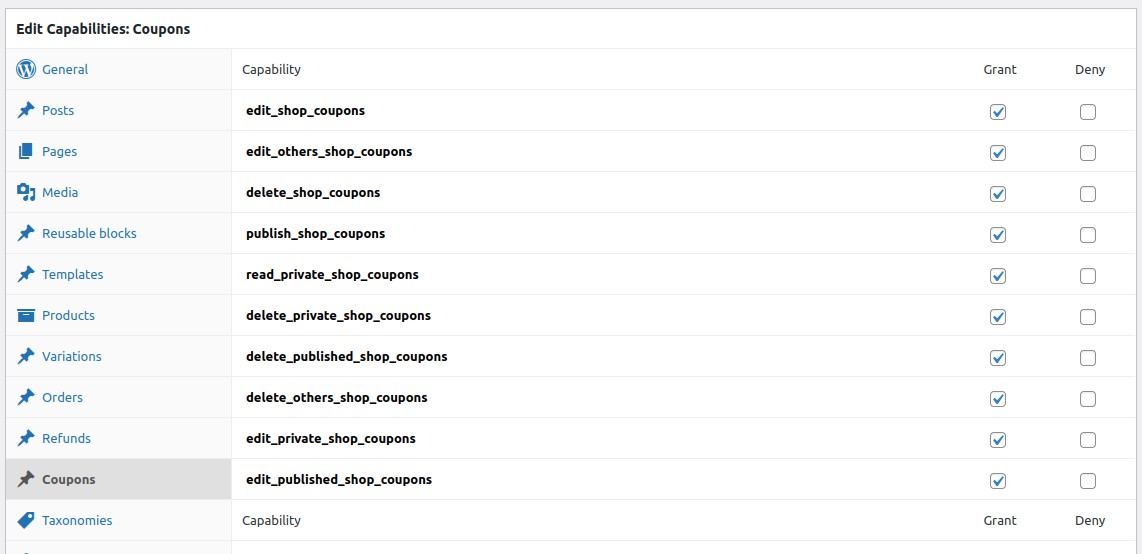 Edit Capabilities: Coupons
General
Capability Grant Deny
Posts
edit_shop_coupons
Pages
edit_others_shop_coupons
Media
delete_shop_coupons
Reusable blocks
publish_shop_coupons
Templates
read_private_shop_coupons
Products
delete_private_shop_coupons
Variations
delete_published_shop_coupons
Orders
delete_others_shop_coupons
Refunds
edit_private_shop_coupons
Coupons
edit_published_shop_coupons
Taxonomies
Capability Grant Deny